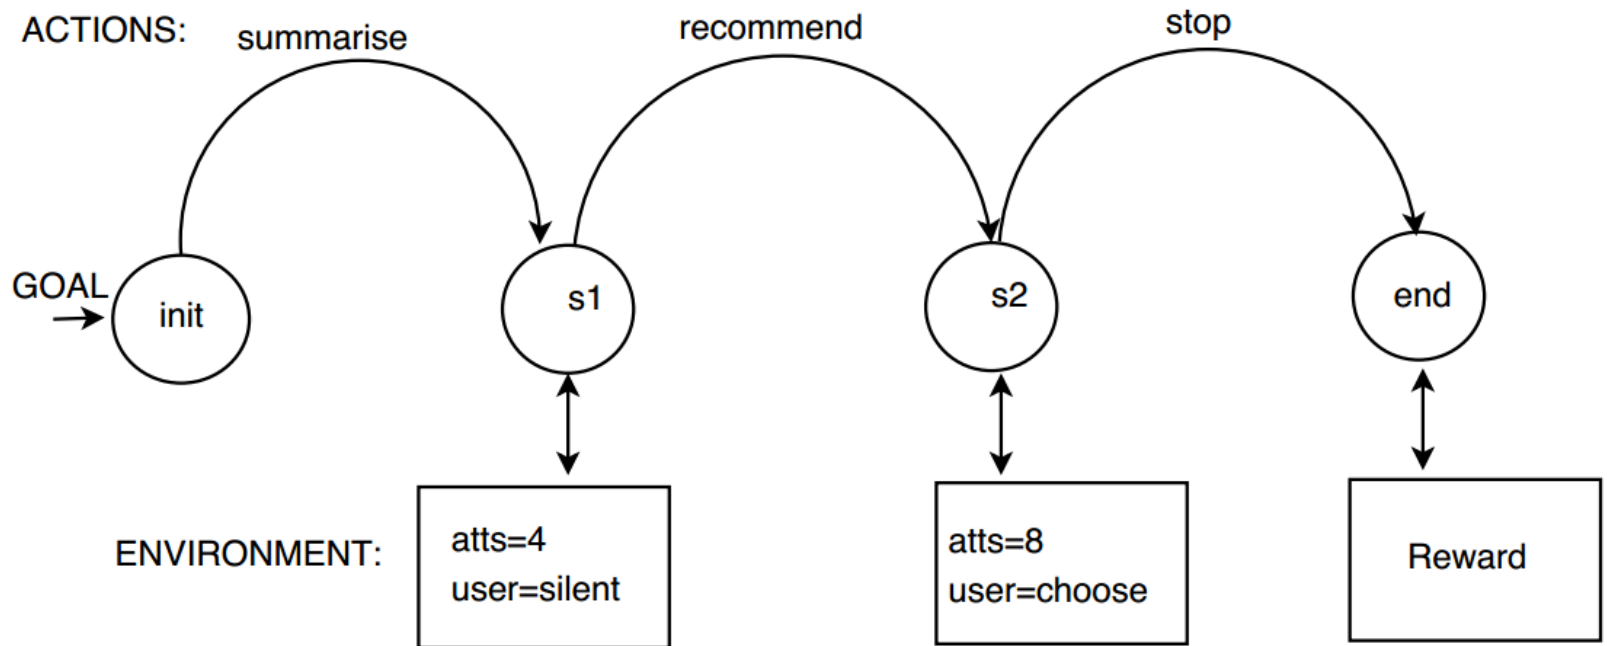 ACTIONS:
summarise
recommend
stop
GOAL
init
s1
s2
end
ENVIRONMENT:
atts=4
user=silent
atts=8
user=choose
Reward